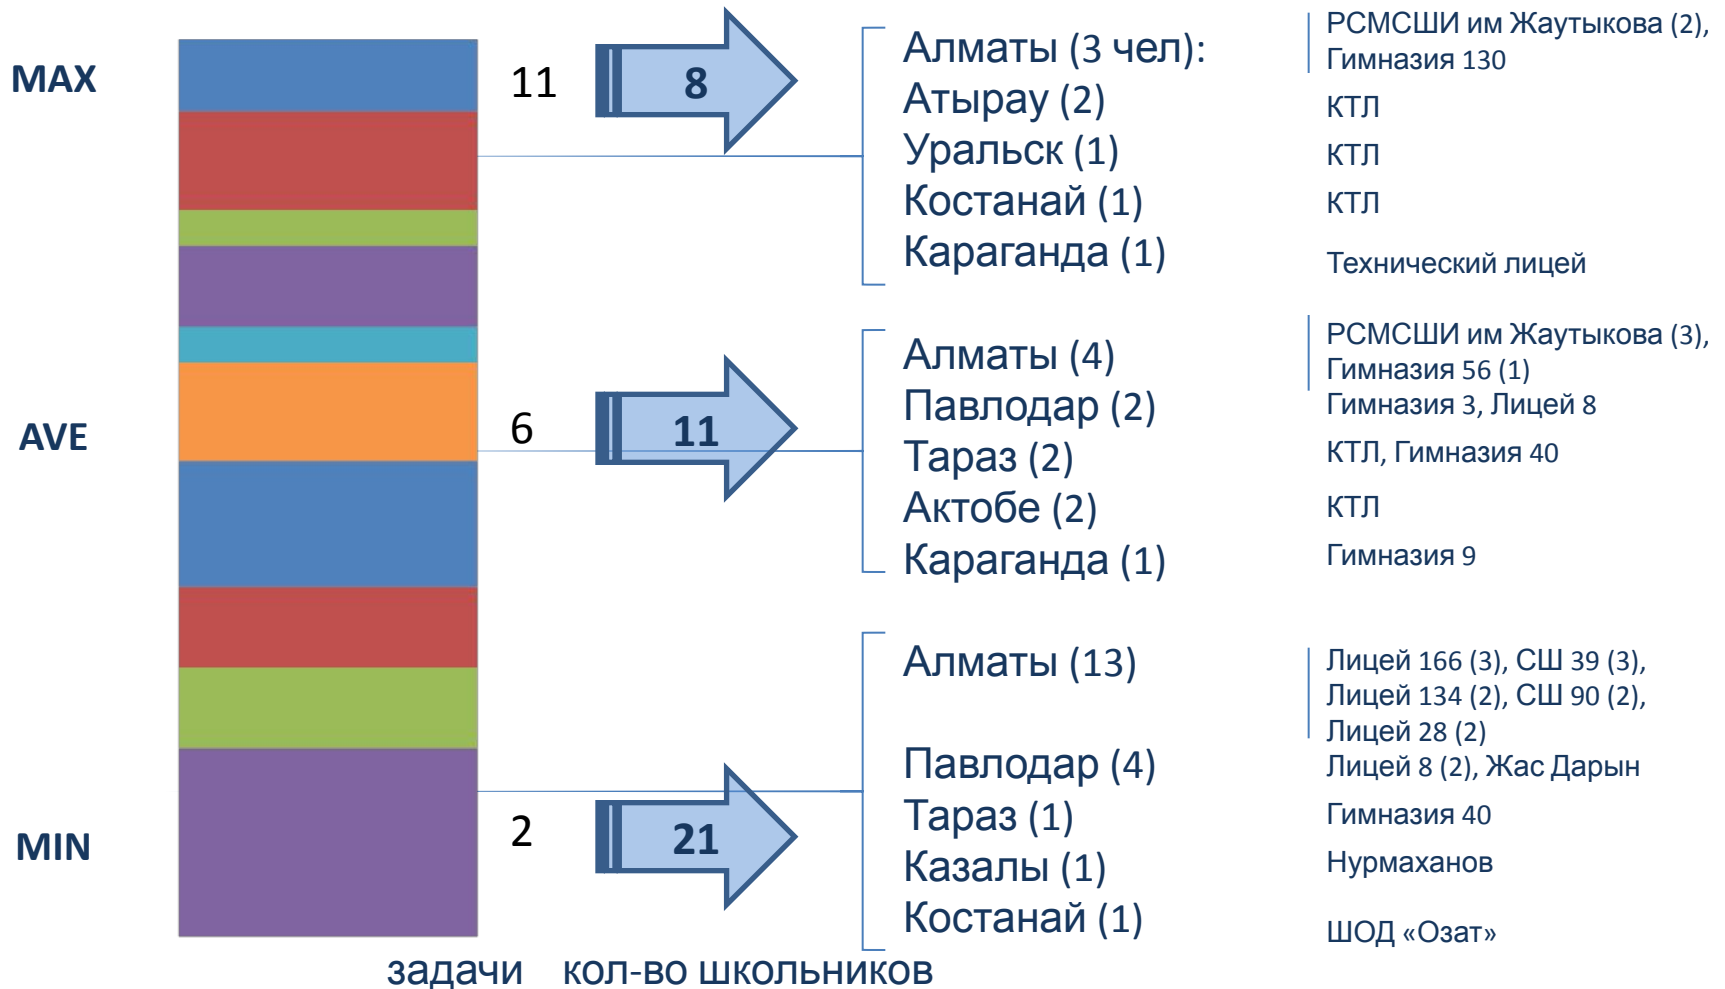 MAX
11
8
Алматы (3 чел):
Атырау (2)
Уральск (1)
Костанай (1)
Караганда (1)
РСМСШИ им Жаутыкова (2),
Гимназия 130
КТЛ
КТЛ
КТЛ
Технический лицей
AVE
6
11
Алматы (4)
Павлодар (2)
Тараз (2)
Актобе (2)
Караганда (1)
РСМСШИ им Жаутыкова (3),
Гимназия 56 (1)
Гимназия 3, Лицей 8
КТЛ, Гимназия 40
КТЛ
Гимназия 9
MIN
2
21
Алматы (13)
Павлодар (4)
Тараз (1)
Казалы (1)
Костанай (1)
Лицей 166 (3), СШ 39 (3),
Лицей 134 (2), СШ 90 (2),
Лицей 28 (2)
Лицей 8 (2), Жас Дарын
Гимназия 40
Нурмаханов
ШОД «Озат»
задачи кол-во школьников